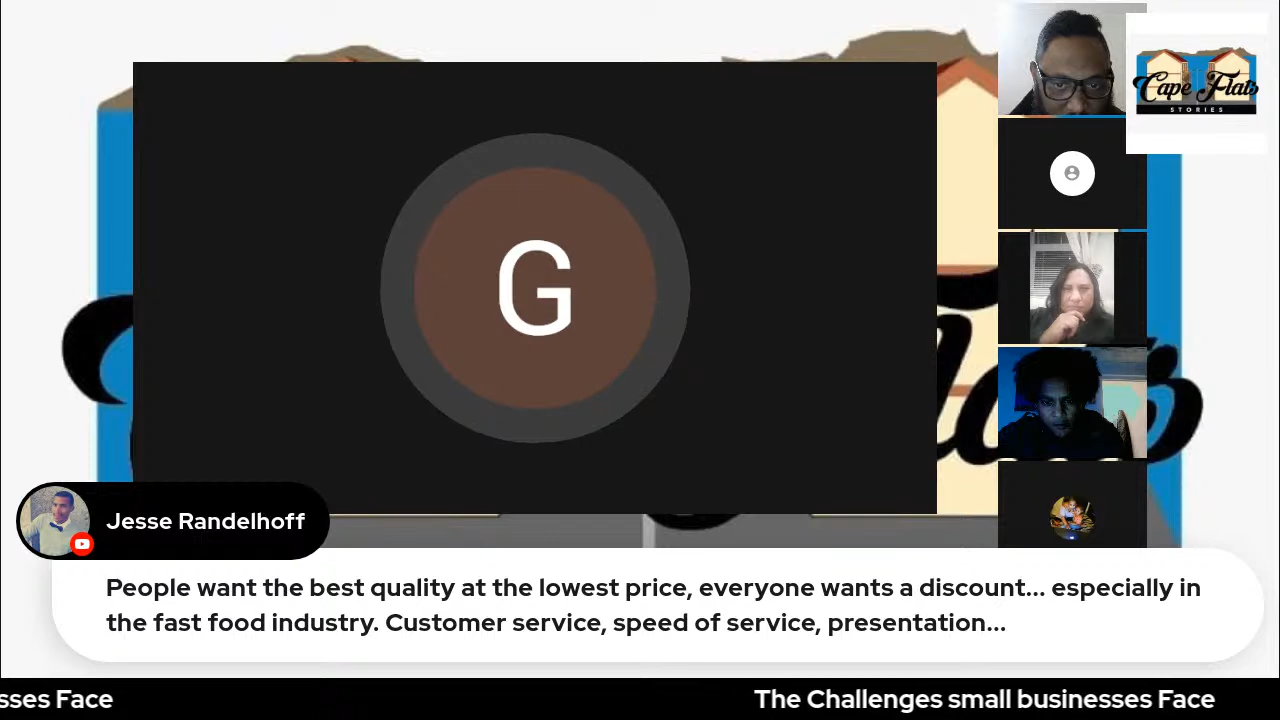 Cape Flats
STORIES
G
Jesse Randelhoff
People want the best quality at the lowest price, everyone wants a discount... especially in
the fast food industry. Customer service, speed of service, presentation...
sses Face
The Challenges small businesses Face